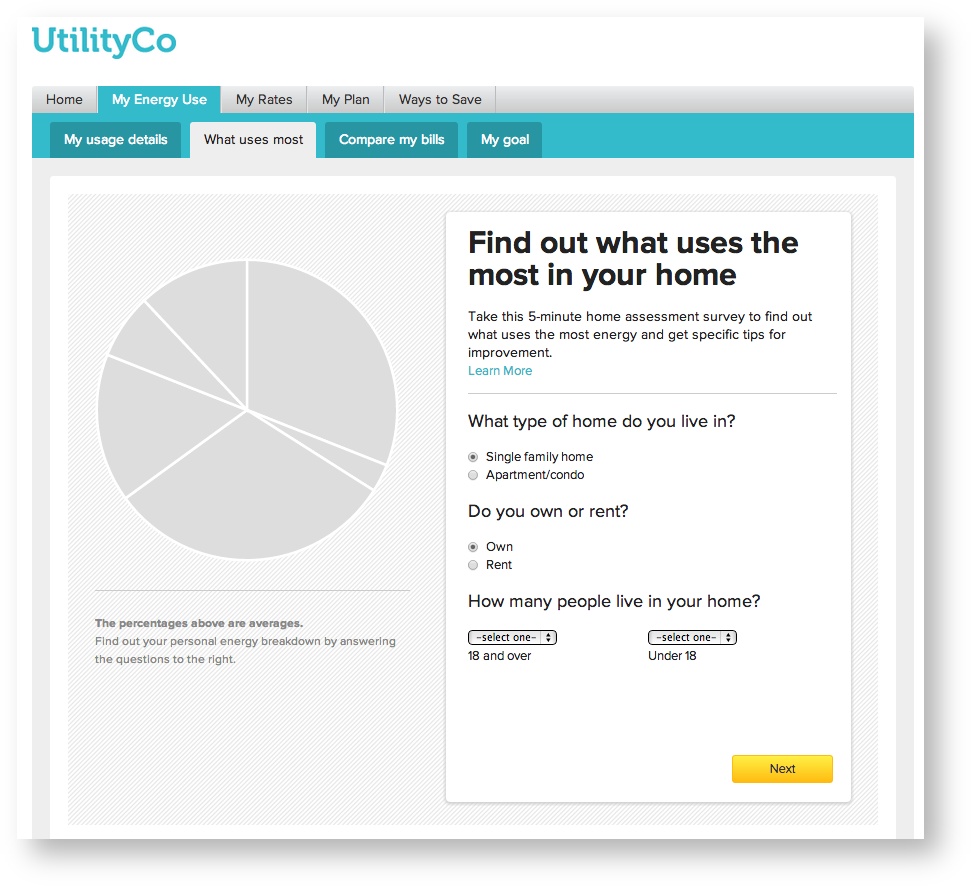 UtilityCo
Home My Energy Use My Rates My Plan Ways to Save
My usage details What uses most Compare my bills My goal
Find out what uses the
most in your home
Take this 5-minute home assessment survey to find out
what uses the most energy and get specific tips for
improvement.
Learn More
What type of home do you live in?
Single family home
Apartment/condo
Do you own or rent?
Own
Rent
How many people live in your home?
-select one- -select one-
18 and over Under 18
Next
The percentages above are averages.
Find out your personal energy breakdown by answering
the questions to the right.